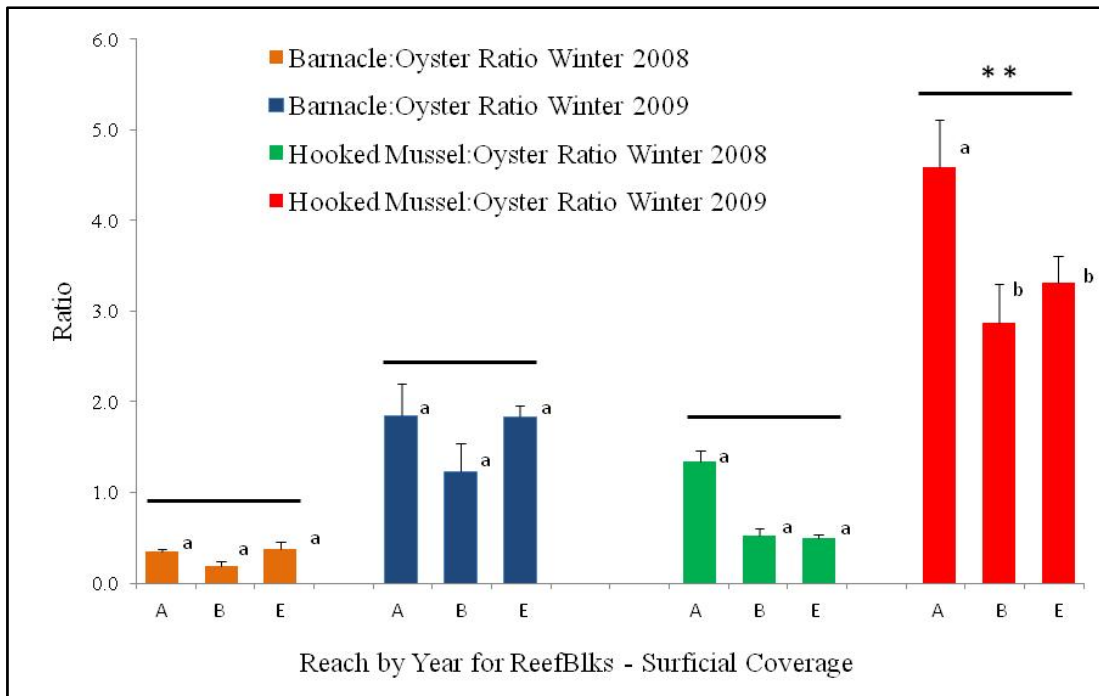 6.0
5.0
4.0
3.0
2.0
1.0
0.0
Ratio
Barnacle:Oyster Ratio Winter 2008
Barnacle:Oyster Ratio Winter 2009
Hooked Mussel:Oyster Ratio Winter 2008
Hooked Mussel:Oyster Ratio Winter 2009
**
a a a
a a a
a a a
a b b
A B E A B E A B E A B E
Reach by Year for ReefBlks - Surficial Coverage